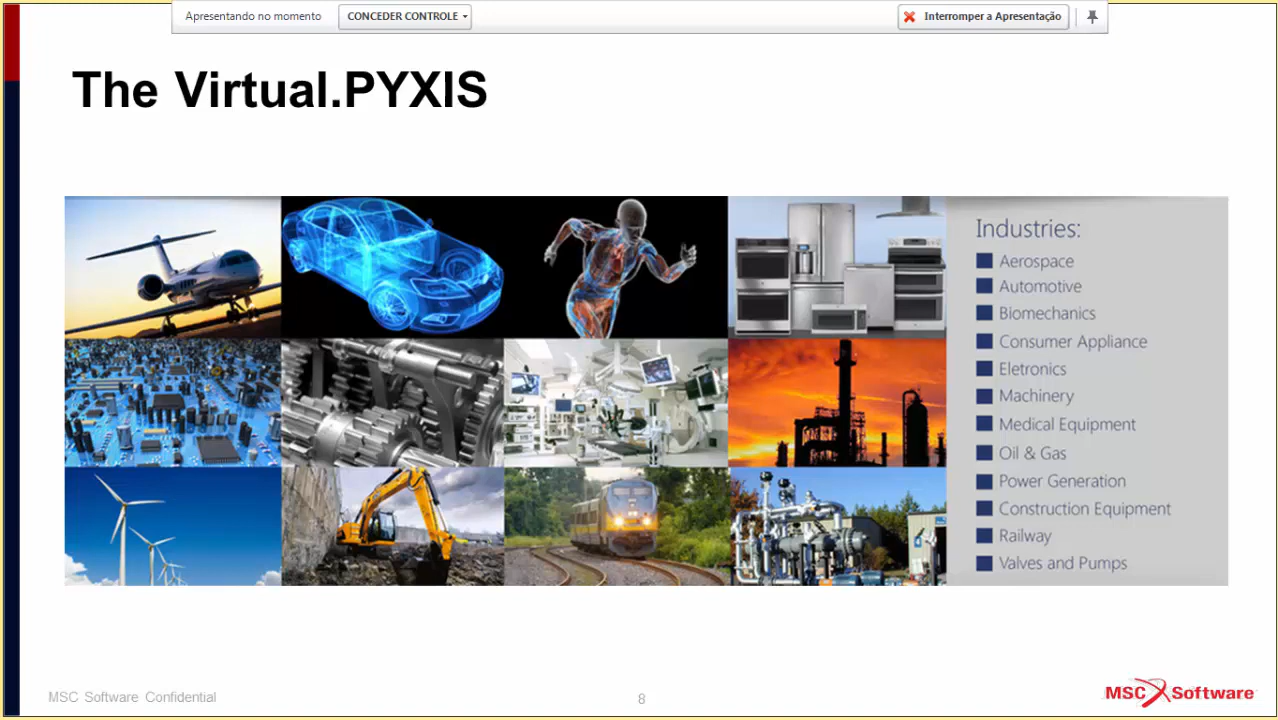 Apresentando no momento CONCEDER CONTROLE Interromper a Apresentação
The Virtual.PYXIS
Industries:
Aerospace
Automotive
Biomechanics
Consumer Appliance
Eletronics
Machinery
Medical Equipment
Oil & Gas
Power Generation
Construction Equipment
Railway
Valves and Pumps
MSC Software Confidential 8 MSC Software